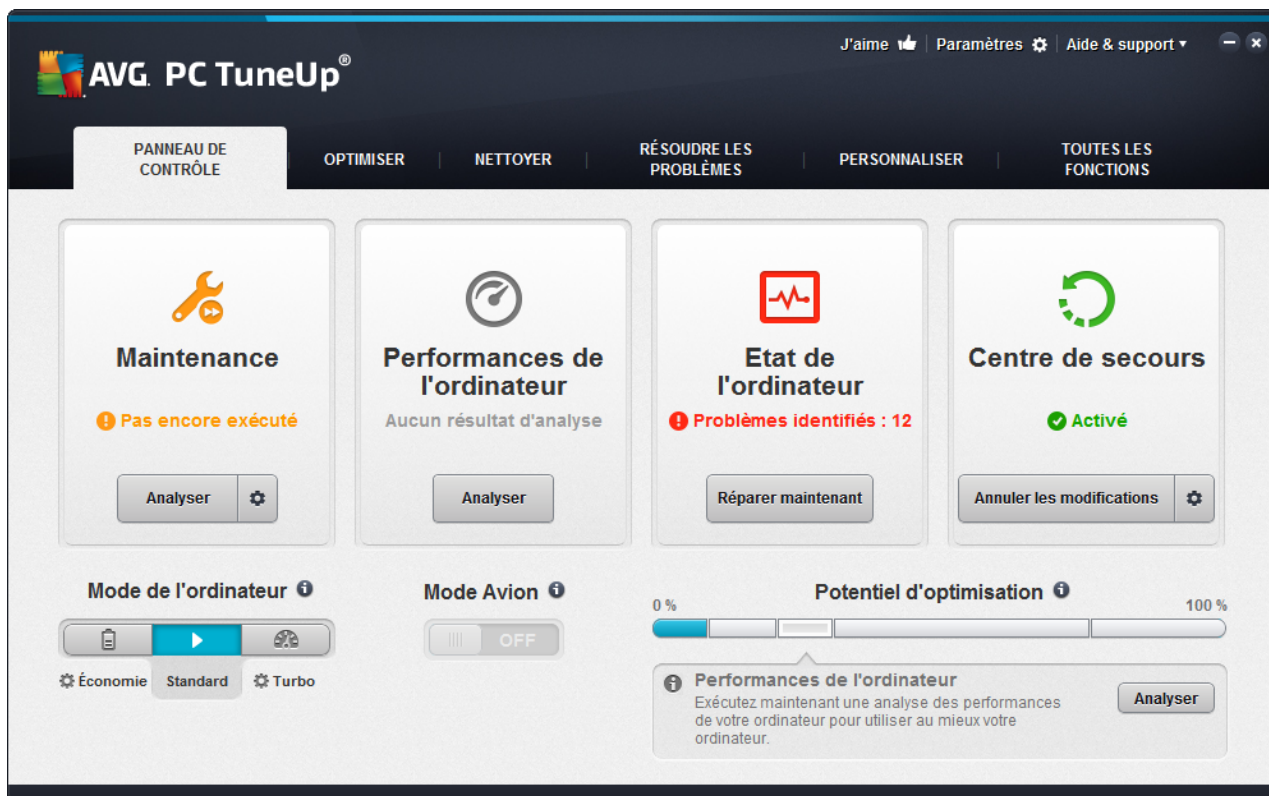 J'aime
Paramètres
Aide & support
AVG. PC TuneUp®
PANNEAU DE
CONTRÔLE
OPTIMISER
NETTOYER
RÉSOUDRE LES
PROBLÈMES
PERSONNALISER
TOUTES LES
FONCTIONS
Maintenance
Pas encore exécuté
Analyser
Performances de
l'ordinateur
Aucun résultat d'analyse
Analyser
Etat de
l'ordinateur
Problèmes identifiés : 12
Réparer maintenant
Centre de secours
Activé
Annuler les modifications
Mode de l'ordinateur
Économie
Standard
Turbo
Mode Avion
OFF
Potentiel d'optimisation
0 %
100 %
Performances de l'ordinateur
Exécutez maintenant une analyse des performances
de votre ordinateur pour utiliser au mieux votre
ordinateur.
Analyser